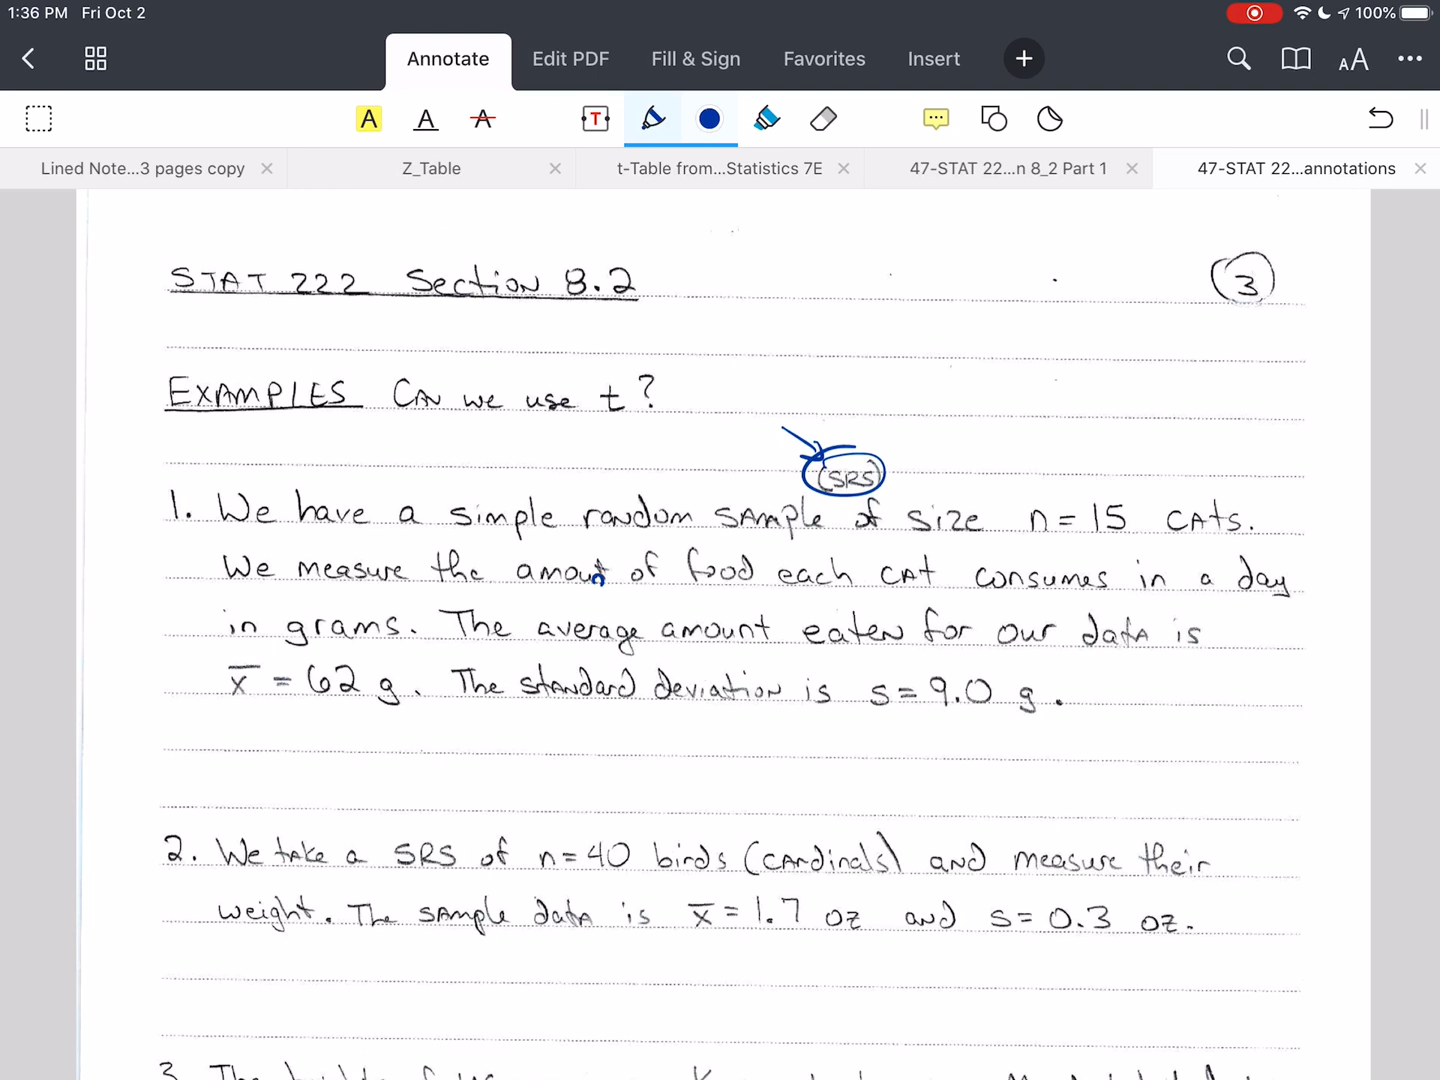 1:36 PM Fri Oct 2
100%
Annotate Edit PDF Fill & Sign Favorites Insert
AA
A A A T
Lined Note...3 pages copy Z_Table t-Table from...Statistics 7E 47-STAT 22...n 8_2 Part 1 47-STAT 22...annotations
STAT 222 Section 8.2 3
EXAMPLES Can we use t?
(SRS)
1. We have a simple random sample of size n = 15 cats.
We measure the amount of food each cat consumes in a day
in grams. The average amount eaten for our data is
x̄ = 62 g. The standard deviation is s = 9.0 g.
2. We take a SRS of n = 40 birds (cardinals) and measure their
weight. The sample data is x̄ = 1.7 oz and s = 0.3 oz.
3. The